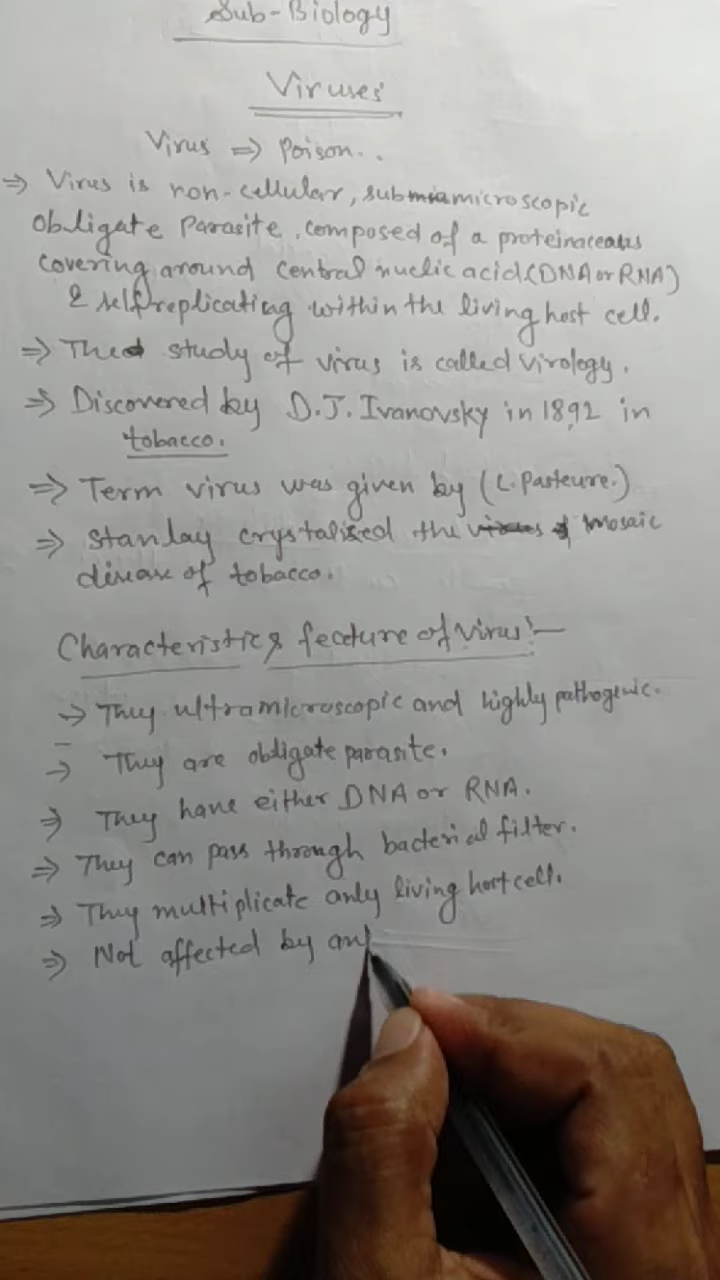 Sub-Biology
Viruses
Virus ⇒ Poison..
⇒ Virus is non-cellular, submicroscopic
obligate Parasite, composed of a proteinaceous
covering around central nuclic acid (DNA or RNA)
& self replicating within the living host cell.
⇒ The study of virus is called virology.
⇒ Discovered by D.J. Ivanovsky in 1892 in
tobacco.
⇒ Term virus was given by (L. Pasteure.)
⇒ Stanlay crystalized the mosaic
disease of tobacco.
Characteristics feature of virus:-
→ They ultramicroscopic and highly pathogenic.
→ They are obligate parasite.
⇒ They have either DNA or RNA.
⇒ They can pass through bacterial filter.
⇒ They multiplicate only living host cell.
⇒ Not affected by ant